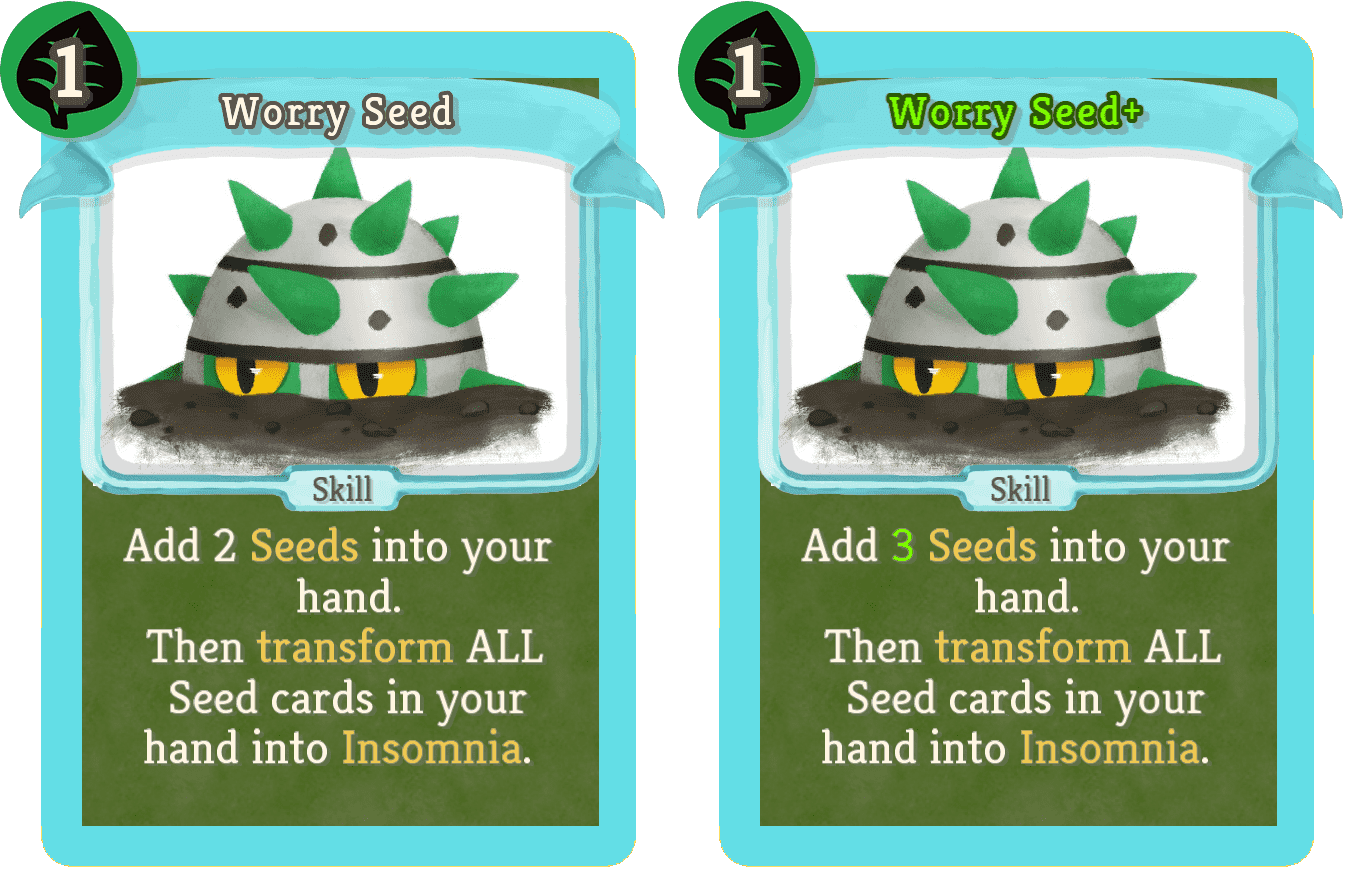 1
Worry Seed
Skill
Add 2 Seeds into your
hand.
Then transform ALL
Seed cards in your
hand into Insomnia.
1
Worry Seed+
Skill
Add 3 Seeds into your
hand.
Then transform ALL
Seed cards in your
hand into Insomnia.